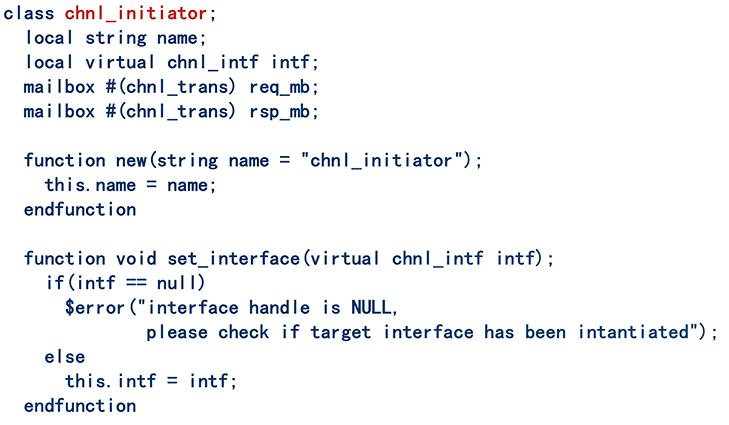 class chnl_initiator;
local string name;
local virtual chnl_intf intf;
mailbox #(chnl_trans) req_mb;
mailbox #(chnl_trans) rsp_mb;
function new(string name = "chnl_initiator");
this.name = name;
endfunction
function void set_interface(virtual chnl_intf intf);
if(intf == null)
$error("interface handle is NULL,
please check if target interface has been intantiated");
else
this.intf = intf;
endfunction